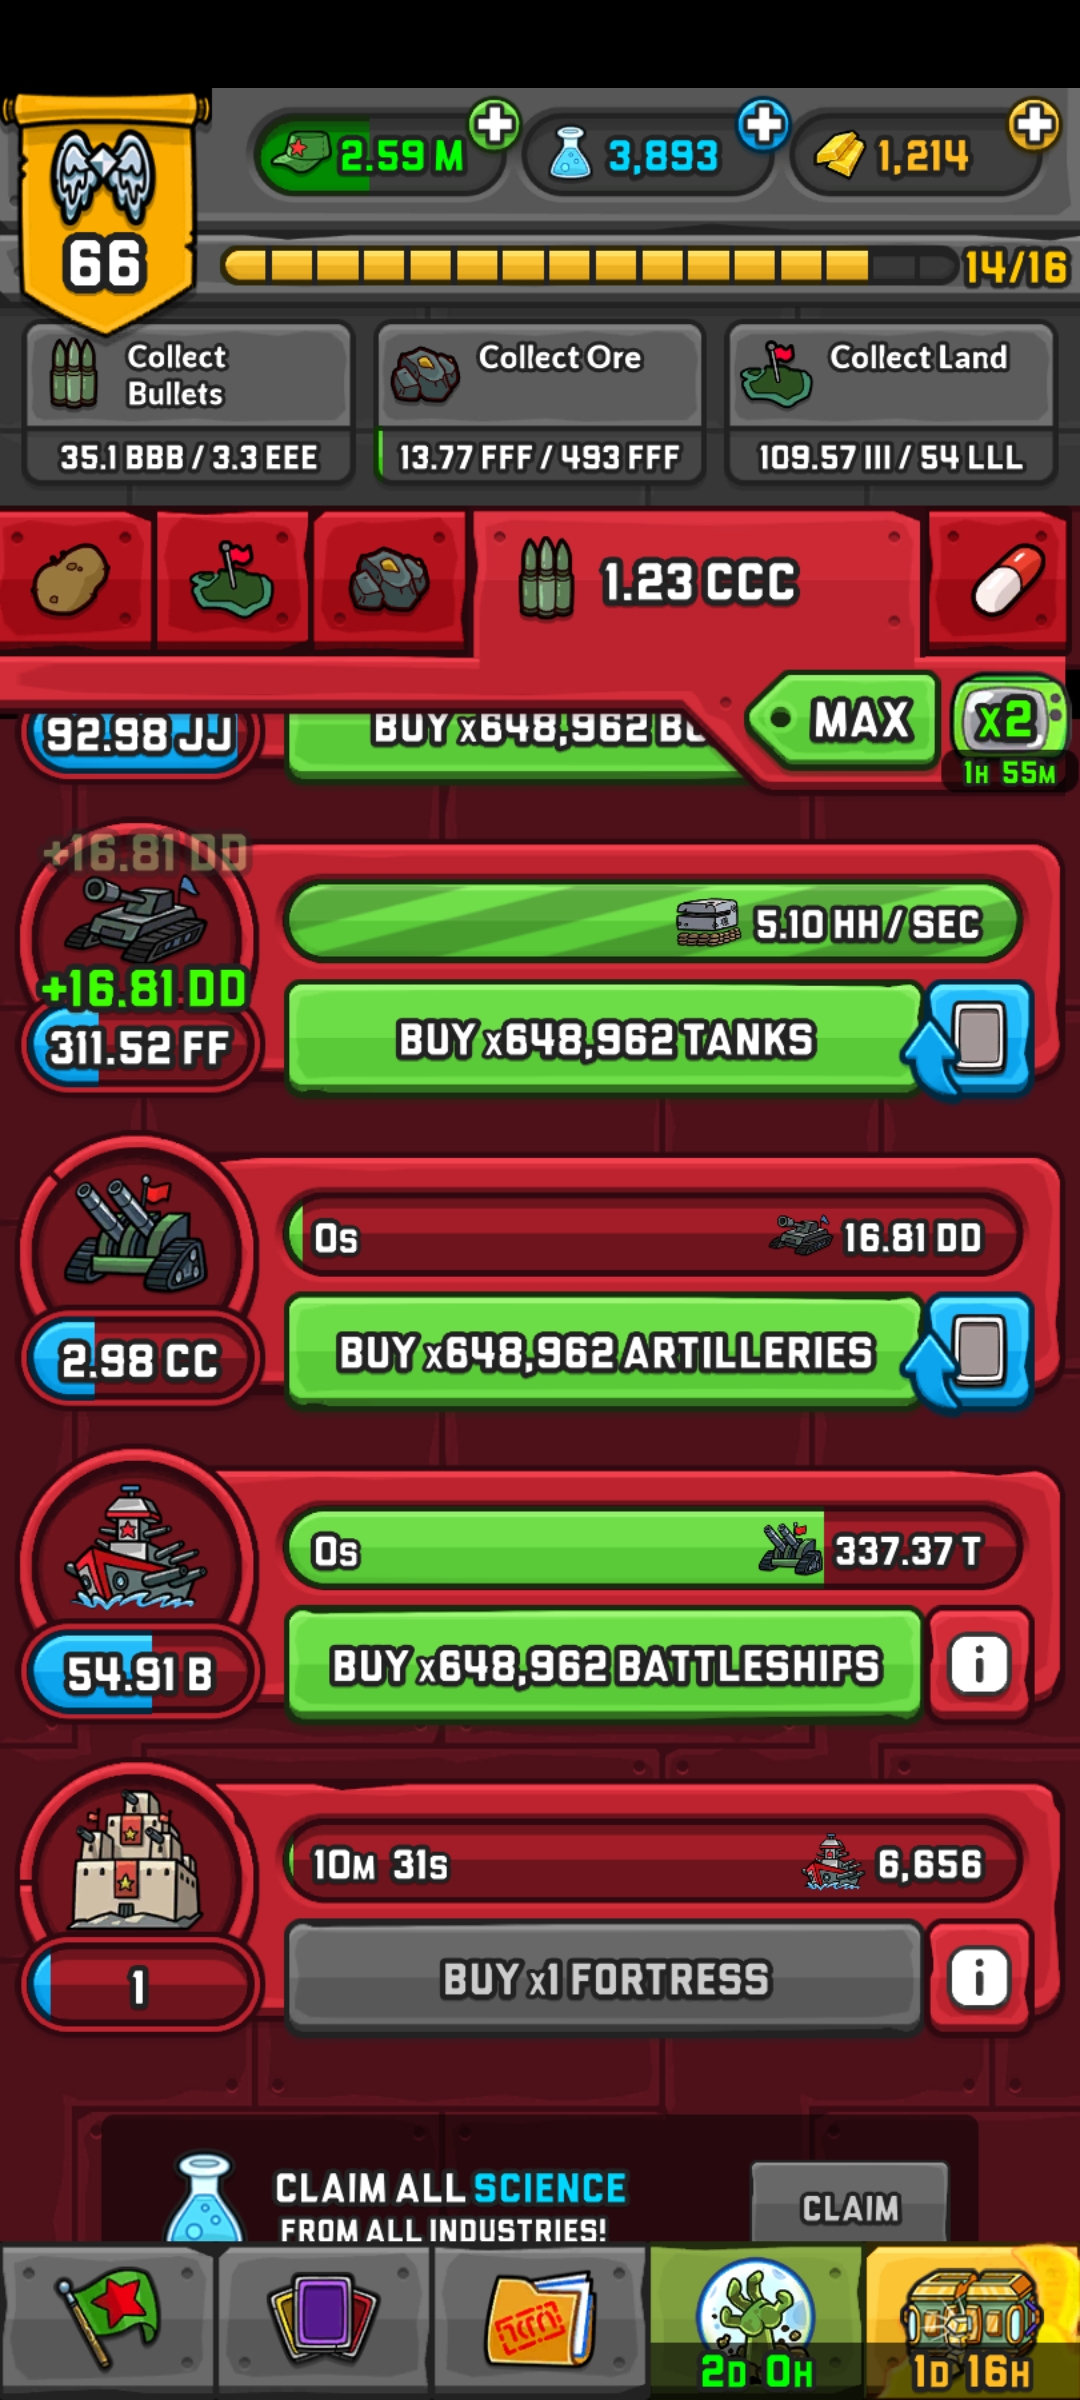 2.59 M
3,893
1,214
66
14/16
Collect
Bullets
35.1 BBB / 3.3 EEE
Collect Ore
13.77 FFF / 493 FFF
Collect Land
109.57 III / 54 LLL
1.23 CCC
MAX
x2
1H 55M
92.98 JJ
BUY x648,962 BU
+16.81 DD
+16.81 DD
311.52 FF
5.10 HH / SEC
BUY x648,962 TANKS
0s
16.81 DD
2.98 CC
BUY x648,962 ARTILLERIES
0s
337.37 T
54.91 B
BUY x648,962 BATTLESHIPS
i
10M 31s
6,656
1
BUY x1 FORTRESS
i
CLAIM ALL SCIENCE
FROM ALL INDUSTRIES!
CLAIM
2D 0H
1D 16H